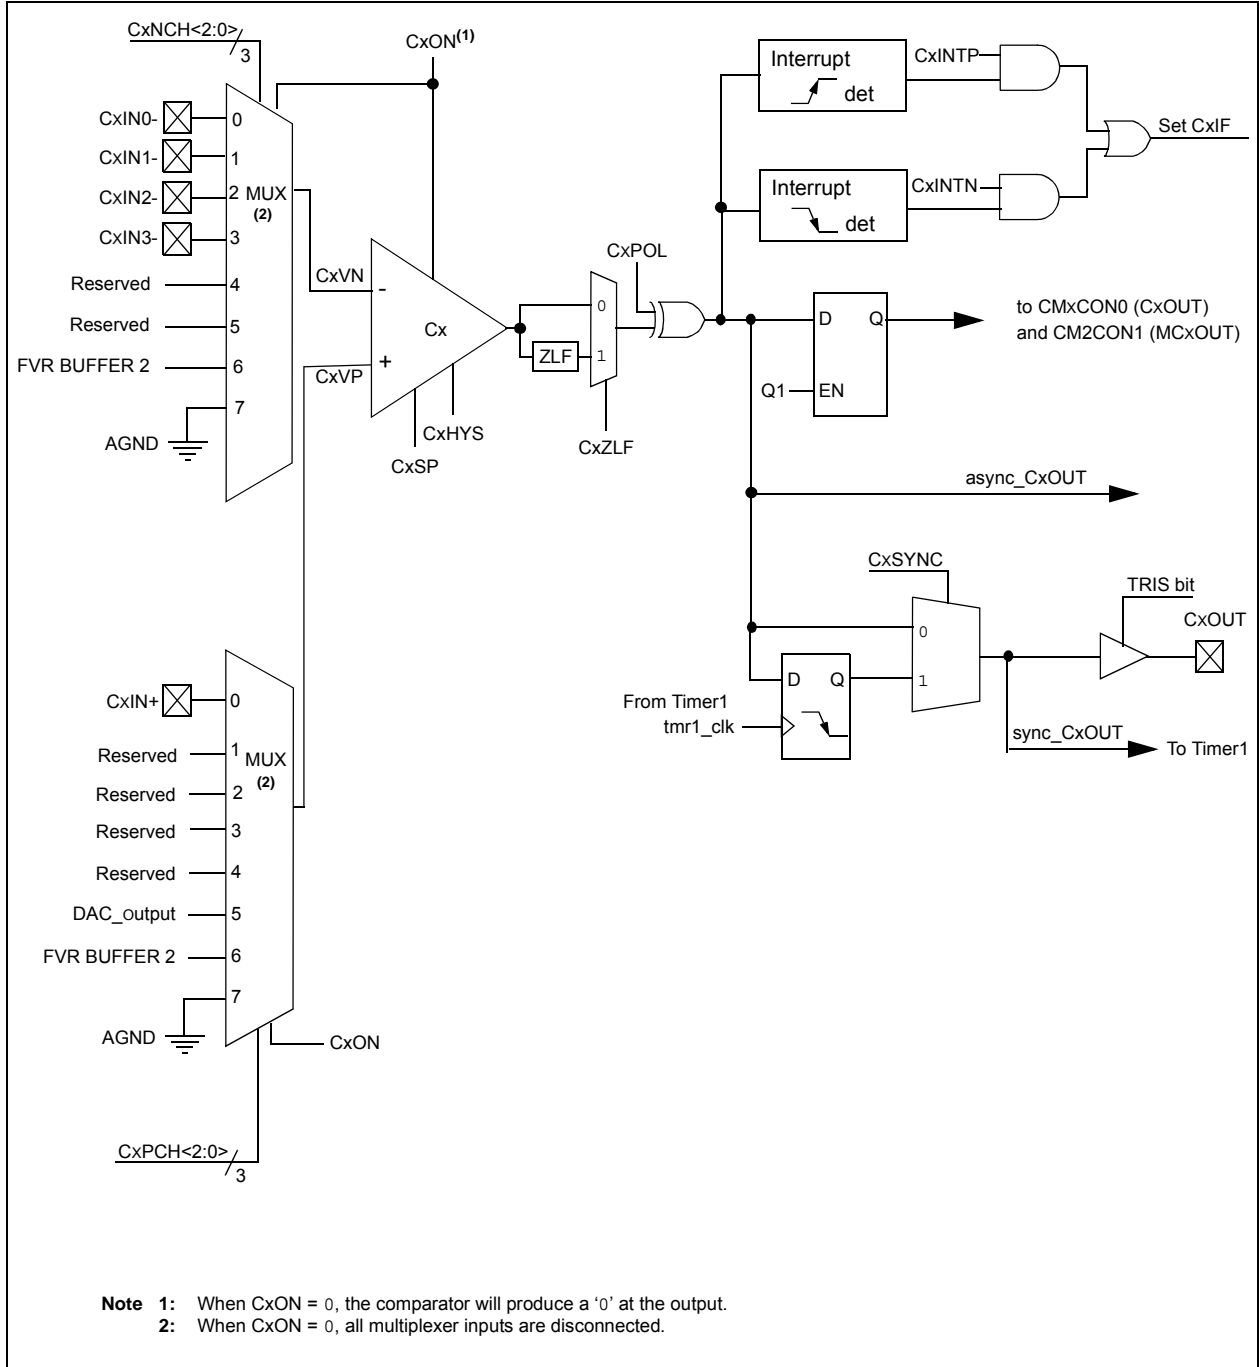 CxNCH<2:0>
3
CxON(1)
CxIN0-
0
CxIN1-
1
CxIN2-
2
MUX
(2)
CxIN3-
3
Reserved
4
Reserved
5
FVR BUFFER 2
6
7
AGND
CxVN
-
Cx
+
CxVP
CxHYS
CxSP
0
ZLF
1
CxZLF
CxPOL
Interrupt
det
CxINTP
Set CxIF
Interrupt
det
CxINTN
D
Q
Q1
EN
to CMxCON0 (CxOUT)
and CM2CON1 (MCxOUT)
async_CxOUT
CxSYNC
0
1
TRIS bit
CxOUT
D
Q
From Timer1
tmr1_clk
sync_CxOUT
To Timer1
CxIN+
0
Reserved
1
MUX
(2)
Reserved
2
Reserved
3
Reserved
4
DAC_output
5
FVR BUFFER 2
6
7
AGND
CxON
CxPCH<2:0>
3
Note 1: When CxON = 0, the comparator will produce a ‘0’ at the output.
2: When CxON = 0, all multiplexer inputs are disconnected.